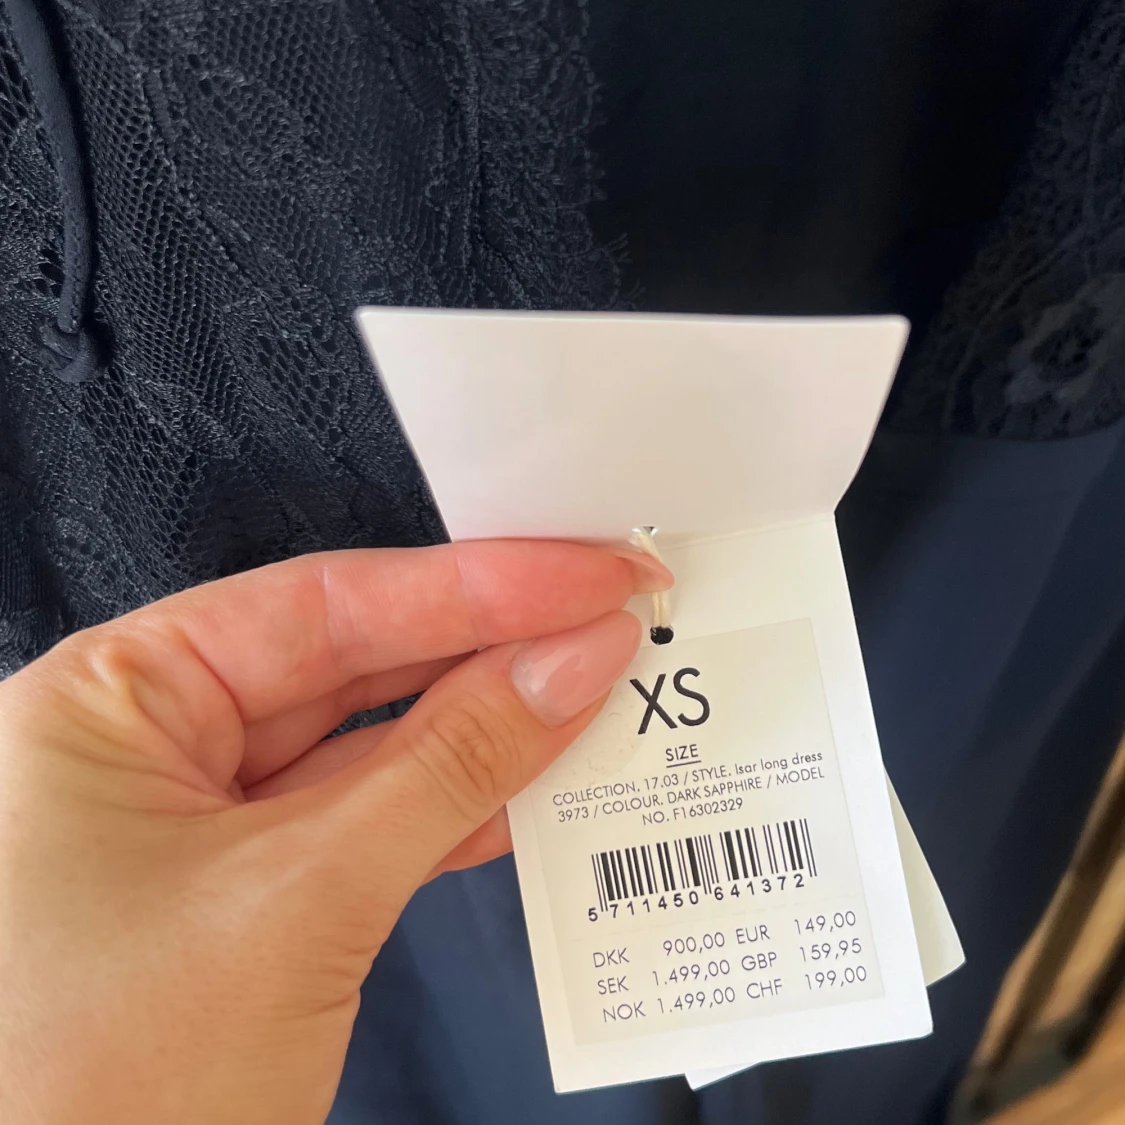 XS
SIZE
COLLECTION. 17.03 / STYLE. Isar long dress
3973 / COLOUR. DARK SAPPHIRE / MODEL
NO. F16302329
5 711450 641372
DKK 900,00 EUR 149,00
SEK 1.499,00 GBP 159,95
NOK 1.499,00 CHF 199,00